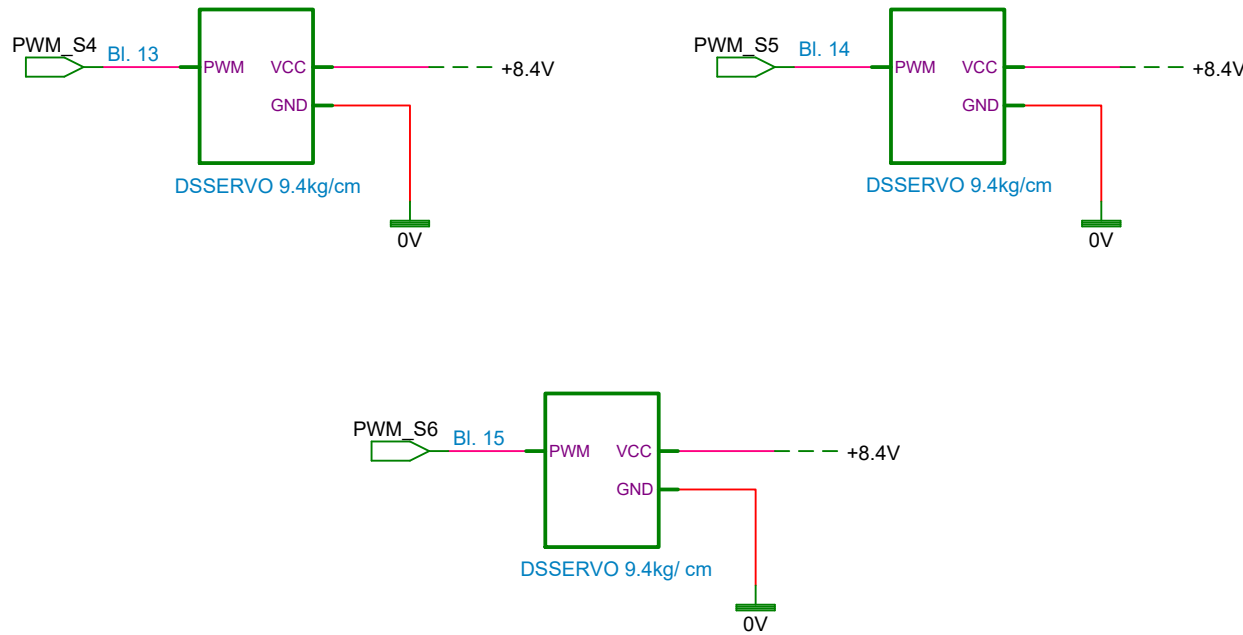 PWM_S4
Bl. 13
PWM
VCC
GND
+8.4V
DSSERVO 9.4kg/cm
0V
PWM_S5
Bl. 14
PWM
VCC
GND
+8.4V
DSSERVO 9.4kg/cm
0V
PWM_S6
Bl. 15
PWM
VCC
GND
+8.4V
DSSERVO 9.4kg/ cm
0V